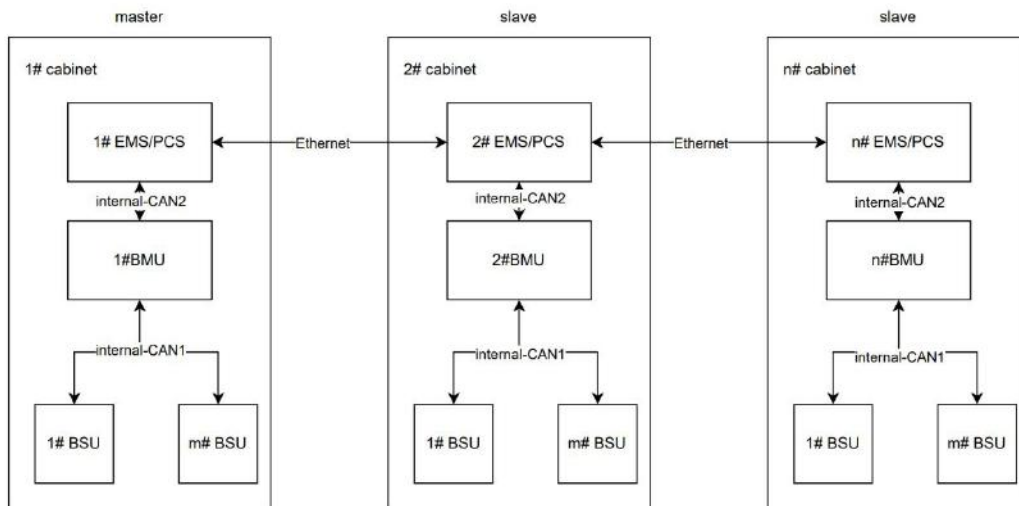 master
slave
slave
1# cabinet
2# cabinet
n# cabinet
1# EMS/PCS
Ethernet
2# EMS/PCS
Ethernet
n# EMS/PCS
internal-CAN2
internal-CAN2
internal-CAN2
1#BMU
2#BMU
n#BMU
internal-CAN1
internal-CAN1
internal-CAN1
1# BSU
m# BSU
1# BSU
m# BSU
1# BSU
m# BSU